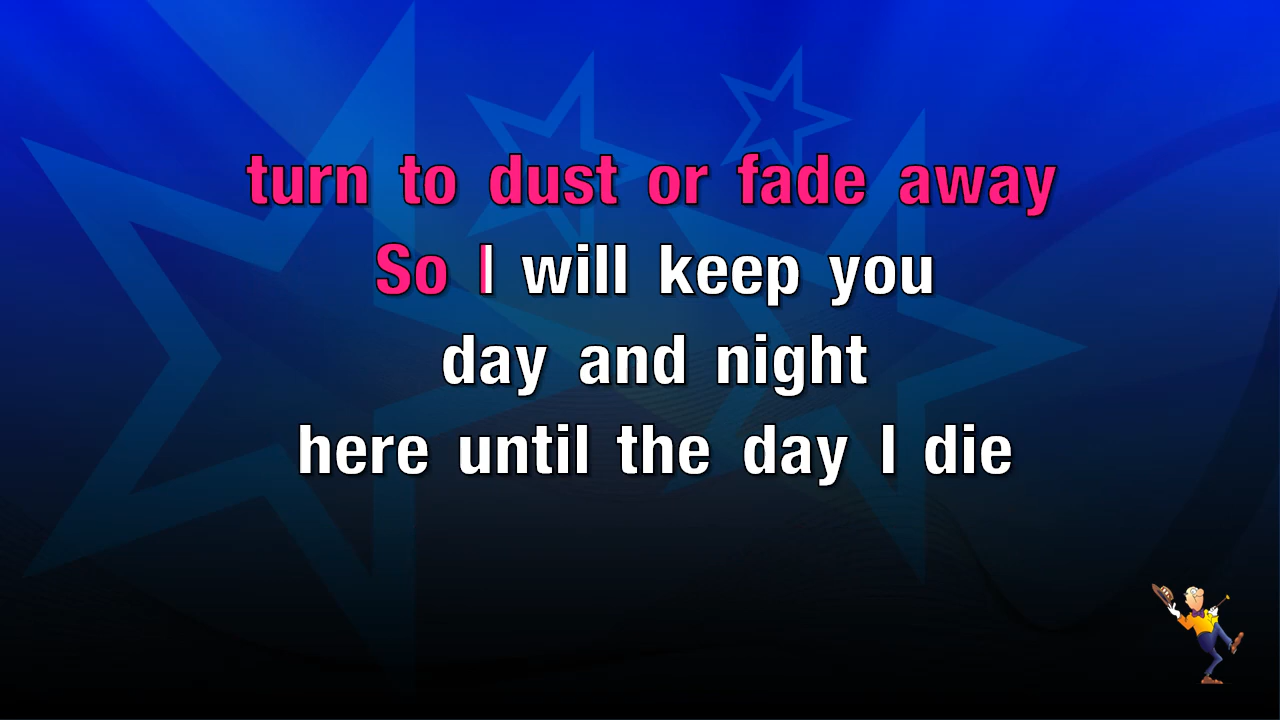 turn to dust or fade away
So I will keep you
day and night
here until the day I die